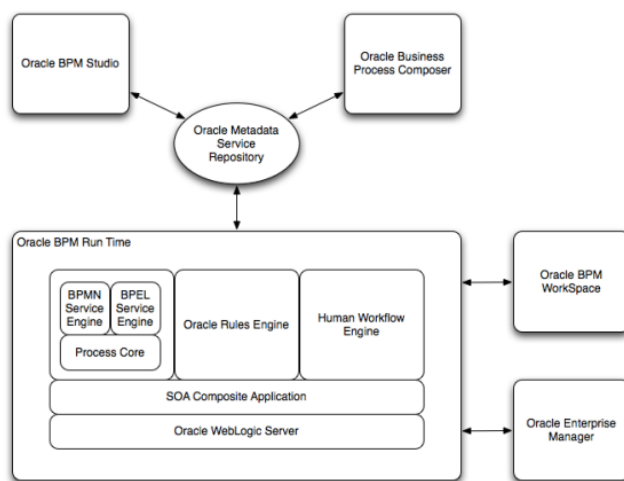 Oracle BPM Studio
Oracle Business
Process Composer
Oracle Metadata
Service
Repository
Oracle BPM Run Time
BPMN
Service
Engine
BPEL
Service
Engine
Process Core
Oracle Rules Engine
Human Workflow
Engine
SOA Composite Application
Oracle WebLogic Server
Oracle BPM
WorkSpace
Oracle Enterprise
Manager